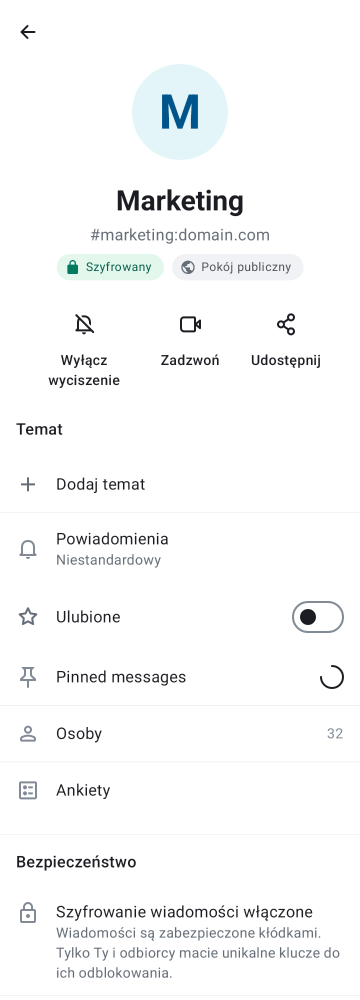 M
Marketing
#marketing:domain.com
Szyfrowany
Pokój publiczny
Wyłącz
wyciszenie
Zadzwoń
Udostępnij
Temat
Dodaj temat
Powiadomienia
Niestandardowy
Ulubione
Pinned messages
Osoby
32
Ankiety
Bezpieczeństwo
Szyfrowanie wiadomości włączone
Wiadomości są zabezpieczone kłódkami.
Tylko Ty i odbiorcy macie unikalne klucze do
ich odblokowania.